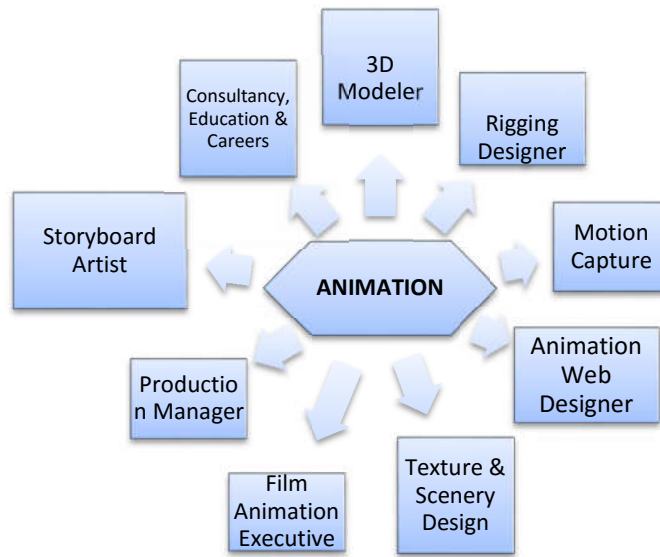 3D
Modeler
Consultancy,
Education &
Careers
Rigging
Designer
Storyboard
Artist
Motion
Capture
ANIMATION
Animation
Web
Designer
Productio
n Manager
Texture &
Scenery
Design
Film
Animation
Executive